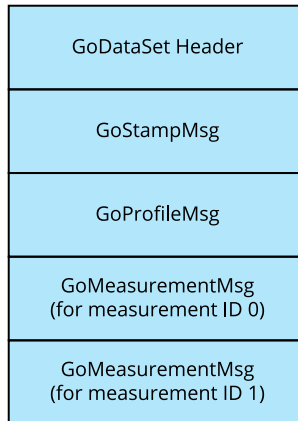 GoDataSet Header
GoStampMsg
GoProfileMsg
GoMeasurementMsg
(for measurement ID 0)
GoMeasurementMsg
(for measurement ID 1)